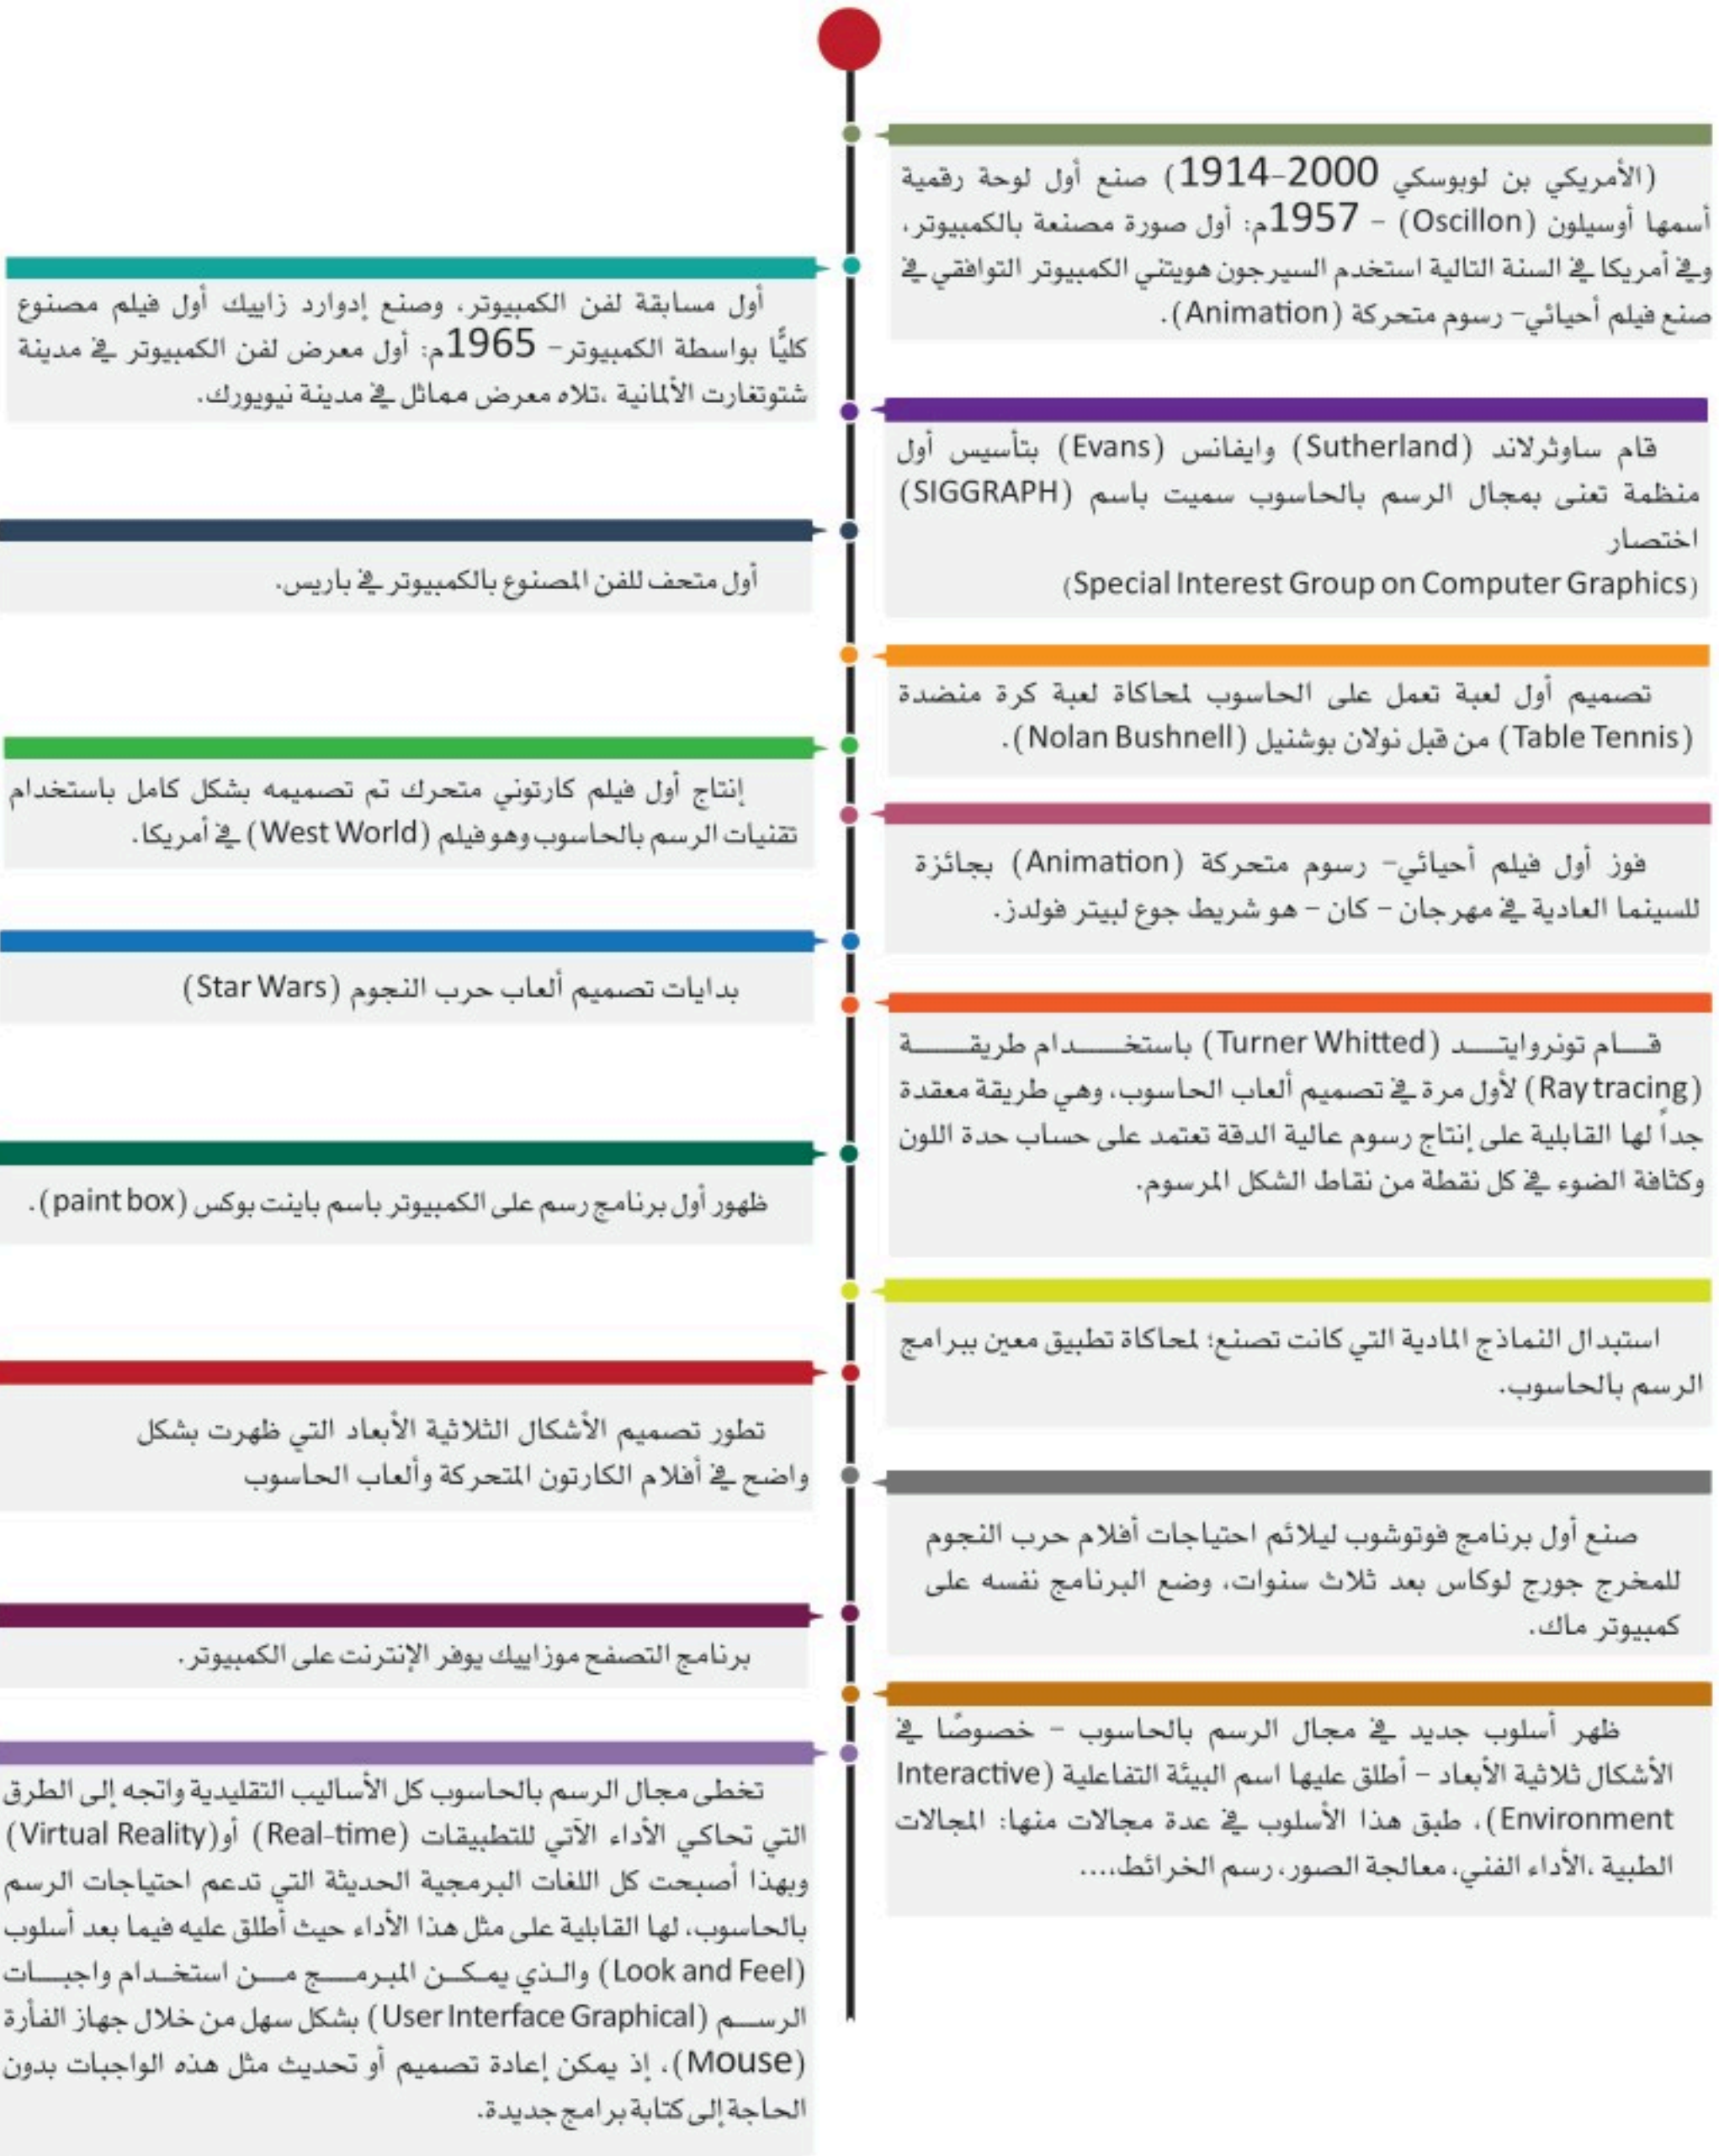 (الأمريكي بن لوبوسكي 2000-1914) صنع أول لوحة رقمية
أسمها أوسيلون (Oscillon) – 1957م: أول صورة مصنعة بالكمبيوتر،
وفي أمريكا في السنة التالية استخدم السيرجون هويتني الكمبيوتر التوافقي في
صنع فيلم أحيائي- رسوم متحركة (Animation).
أول مسابقة لفن الكمبيوتر، وصنع إدوارد زاييك أول فيلم مصنوع
كليًّا بواسطة الكمبيوتر- 1965م: أول معرض لفن الكمبيوتر في مدينة
شتوتغارت الألمانية ،تلاه معرض مماثل في مدينة نيويورك.
قام ساوثرلاند (Sutherland) وايفانس (Evans) بتأسيس أول
منظمة تعنى بمجال الرسم بالحاسوب سميت باسم (SIGGRAPH)
اختصار
(Special Interest Group on Computer Graphics)
أول متحف للفن المصنوع بالكمبيوتر في باريس.
تصميم أول لعبة تعمل على الحاسوب لمحاكاة لعبة كرة منضدة
(Table Tennis) من قبل نولان بوشنيل (Nolan Bushnell).
إنتاج أول فيلم كارتوني متحرك تم تصميمه بشكل كامل باستخدام
تقنيات الرسم بالحاسوب وهو فيلم (West World) في أمريكا.
فوز أول فيلم أحيائي- رسوم متحركة (Animation) بجائزة
للسينما العادية في مهرجان – كان – هو شريط جوع لبيتر فولدز.
بدايات تصميم ألعاب حرب النجوم (Star Wars)
قـــام تونروايتـــد (Turner Whitted) باستخـــدام طريقـــة
(Ray tracing) لأول مرة في تصميم ألعاب الحاسوب، وهي طريقة معقدة
جداً لها القابلية على إنتاج رسوم عالية الدقة تعتمد على حساب حدة اللون
وكثافة الضوء في كل نقطة من نقاط الشكل المرسوم.
ظهور أول برنامج رسم على الكمبيوتر باسم باينت بوكس (paint box).
استبدال النماذج المادية التي كانت تصنع؛ لمحاكاة تطبيق معين ببرامج
الرسم بالحاسوب.
تطور تصميم الأشكال الثلاثية الأبعاد التي ظهرت بشكل
واضح في أفلام الكارتون المتحركة وألعاب الحاسوب
صنع أول برنامج فوتوشوب ليلائم احتياجات أفلام حرب النجوم
للمخرج جورج لوكاس بعد ثلاث سنوات، وضع البرنامج نفسه على
كمبيوتر ماك.
برنامج التصفح موزاييك يوفر الإنترنت على الكمبيوتر.
ظهر أسلوب جديد في مجال الرسم بالحاسوب – خصوصًا في
الأشكال ثلاثية الأبعاد – أطلق عليها اسم البيئة التفاعلية (Interactive
Environment)، طبق هذا الأسلوب في عدة مجالات منها: المجالات
الطبية ،الأداء الفني، معالجة الصور، رسم الخرائط،...
تخطى مجال الرسم بالحاسوب كل الأساليب التقليدية واتجه إلى الطرق
التي تحاكي الأداء الآتي للتطبيقات (Real-time) أو(Virtual Reality)
وبهذا أصبحت كل اللغات البرمجية الحديثة التي تدعم احتياجات الرسم
بالحاسوب، لها القابلية على مثل هذا الأداء حيث أطلق عليه فيما بعد أسلوب
(Look and Feel) والـذي يمكـن المبرمـــج مـــن استخـدام واجبـــات
الرســـم (User Interface Graphical) بشكل سهل من خلال جهاز الفأرة
(Mouse)، إذ يمكن إعادة تصميم أو تحديث مثل هذه الواجبات بدون
الحاجة إلى كتابة برامج جديدة.